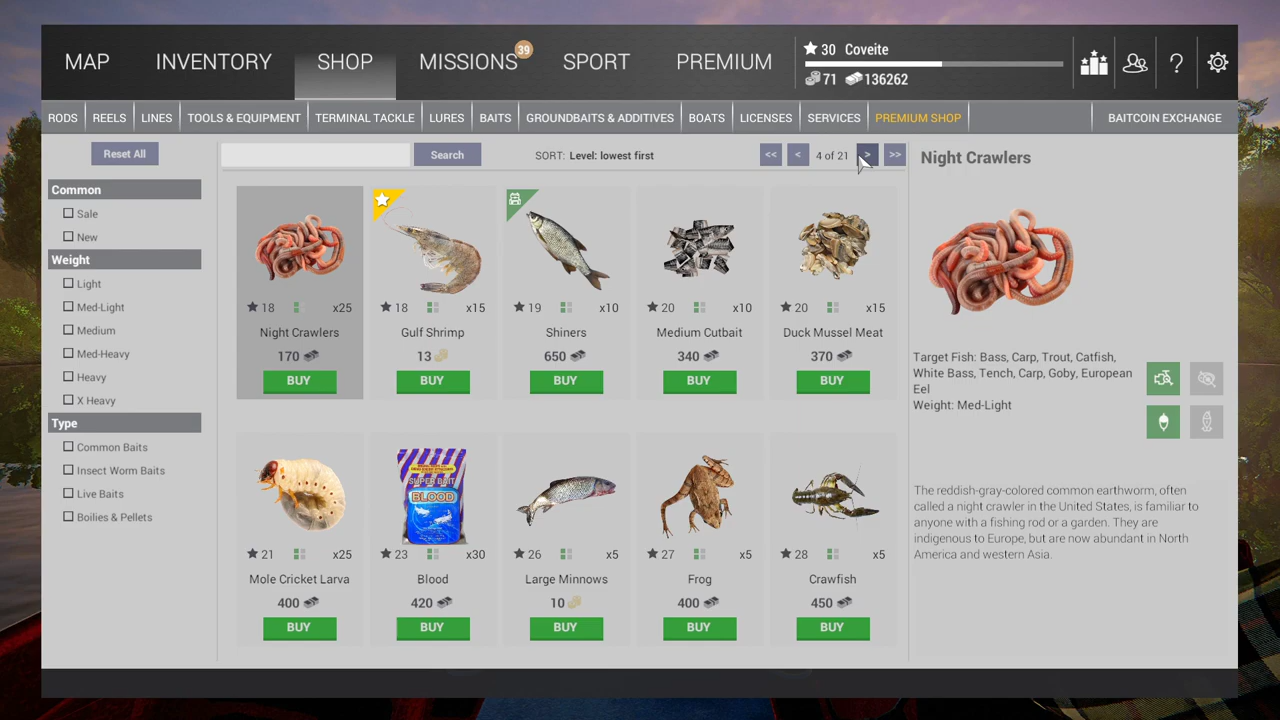 MAP INVENTORY SHOP MISSIONS 39 SPORT PREMIUM
30 Coveite
71 136262
?
RODS REELS LINES TOOLS & EQUIPMENT TERMINAL TACKLE LURES BAITS GROUNDBAITS & ADDITIVES BOATS LICENSES SERVICES PREMIUM SHOP BAITCOIN EXCHANGE
Reset All
Common
Sale
New
Weight
Light
Med-Light
Medium
Med-Heavy
Heavy
X Heavy
Type
Common Baits
Insect Worm Baits
Live Baits
Boilies & Pellets
Search SORT: Level: lowest first << < 4 of 21 > >>
18 x25 18 x15 19 x10 20 x10 20 x15
Night Crawlers Gulf Shrimp Shiners Medium Cutbait Duck Mussel Meat
170 13 650 340 370
BUY BUY BUY BUY BUY
SUPER BAIT
BLOOD
21 x25 23 x30 26 x5 27 x5 28 x5
Mole Cricket Larva Blood Large Minnows Frog Crawfish
400 420 10 400 450
BUY BUY BUY BUY BUY
Night Crawlers
Target Fish: Bass, Carp, Trout, Catfish,
White Bass, Tench, Carp, Goby, European
Eel
Weight: Med-Light
The reddish-gray-colored common earthworm, often
called a night crawler in the United States, is familiar to
anyone with a fishing rod or a garden. They are
indigenous to Europe, but are now abundant in North
America and western Asia.